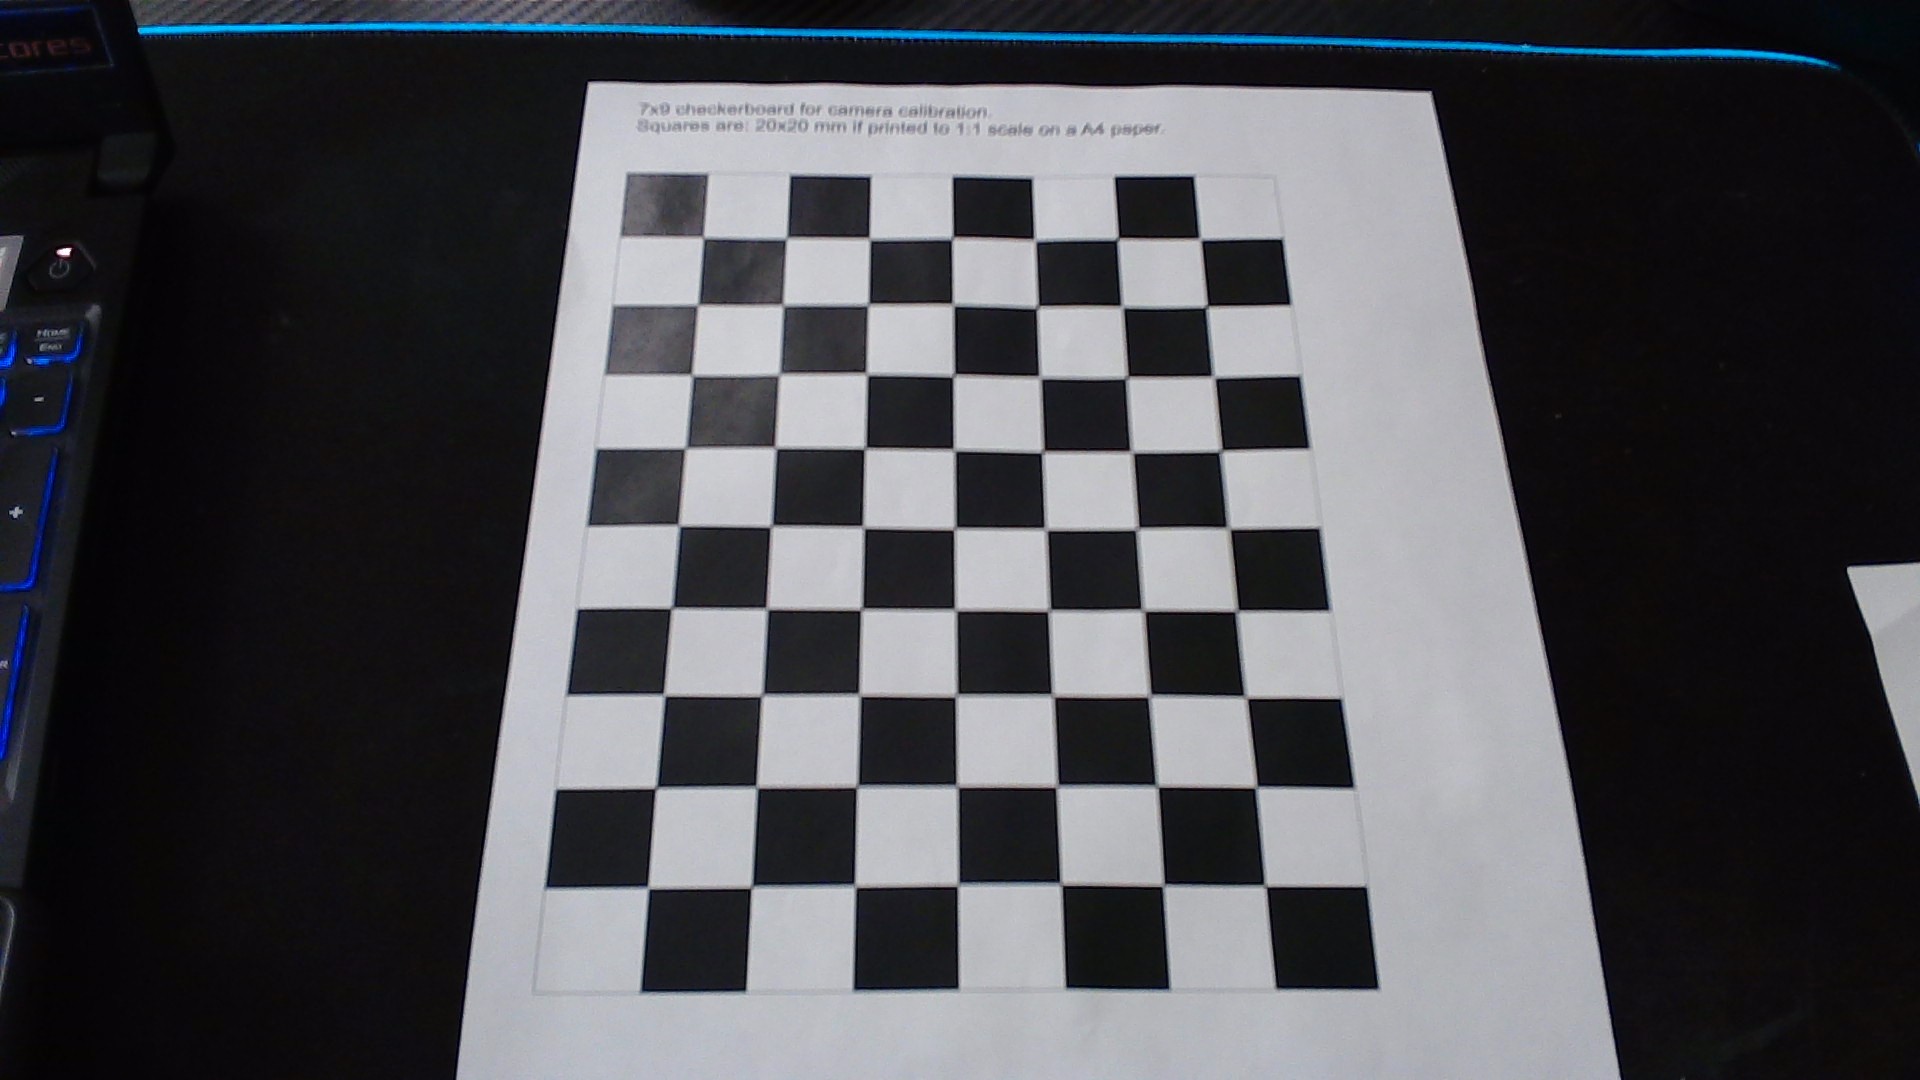 cores
7x9 checkerboard for camera calibration.
Squares are: 20x20 mm if printed to 1:1 scale on a A4 paper.
HOME
END
-
+